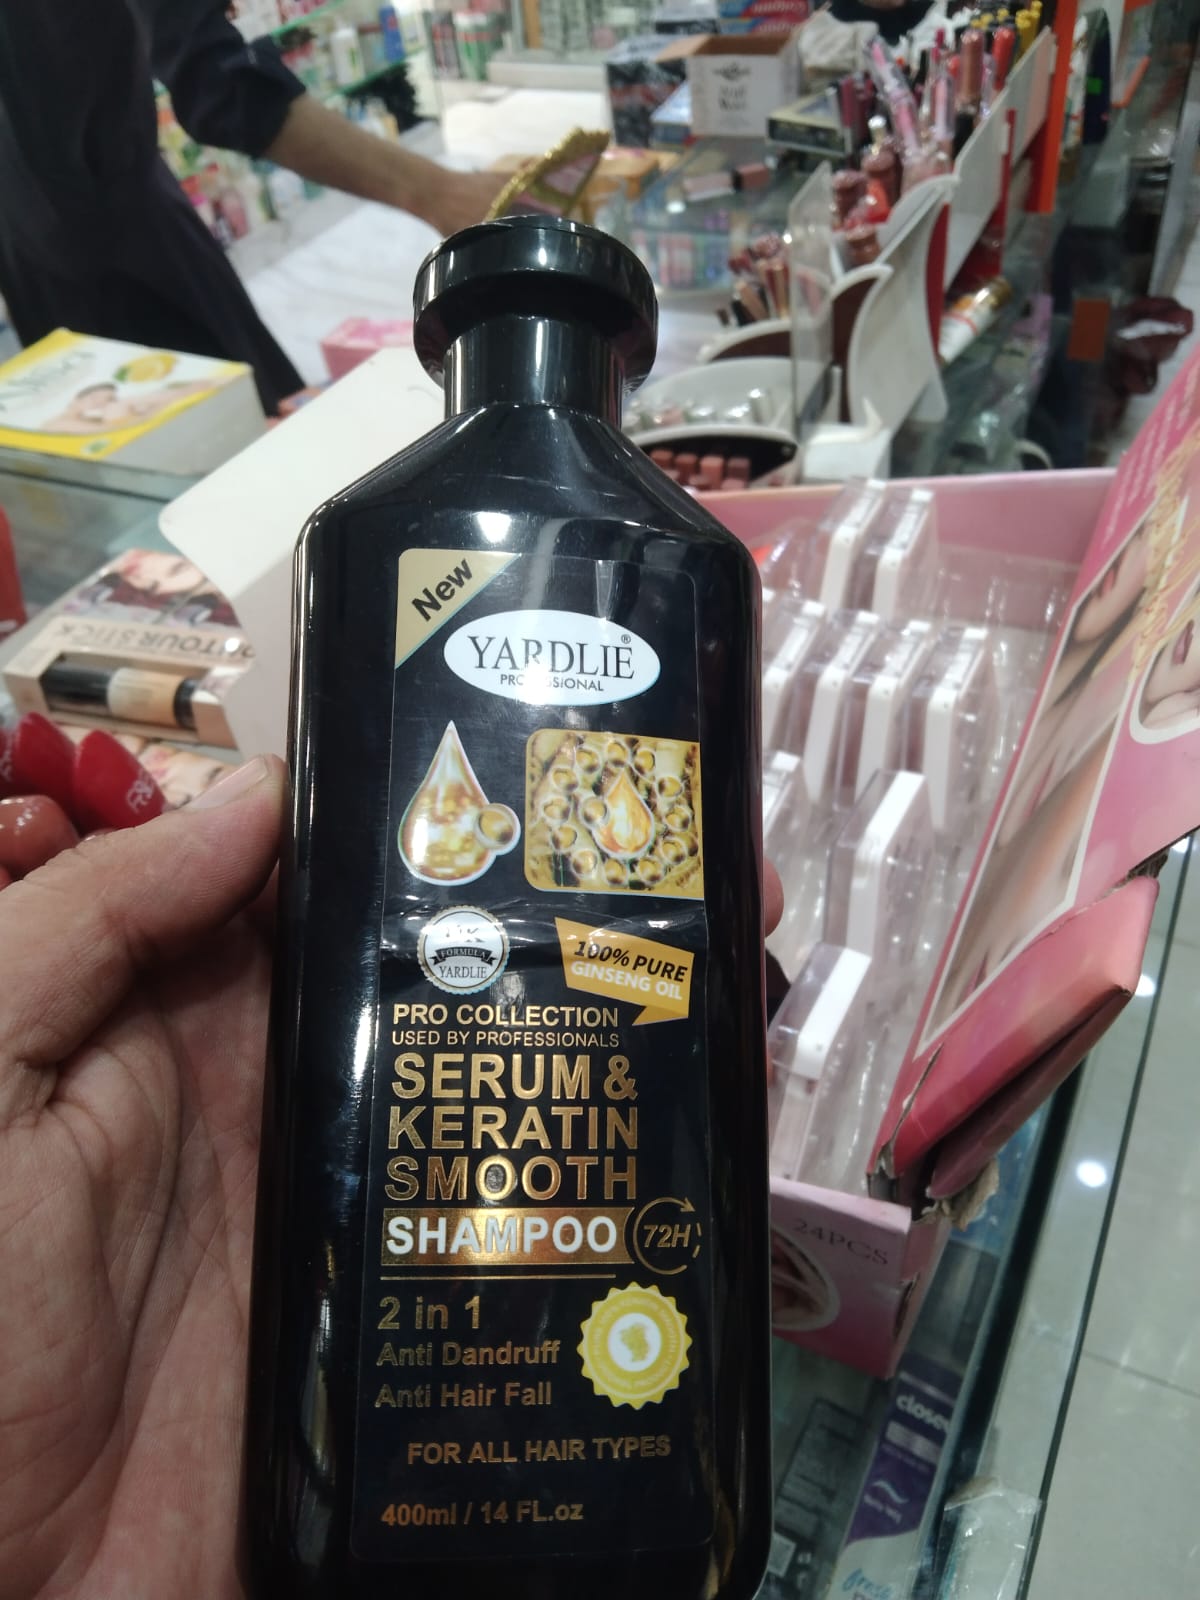 New
YARDLIE®
PROFESSIONAL
UK
FORMULA
YARDLIE
100% PURE
GINSENG OIL
PRO COLLECTION
USED BY PROFESSIONALS
SERUM &
KERATIN
SMOOTH
SHAMPOO
72H
2 in 1
Anti Dandruff
Anti Hair Fall
FOR ALL HAIR TYPES
400ml / 14 FL.oz
24PCS